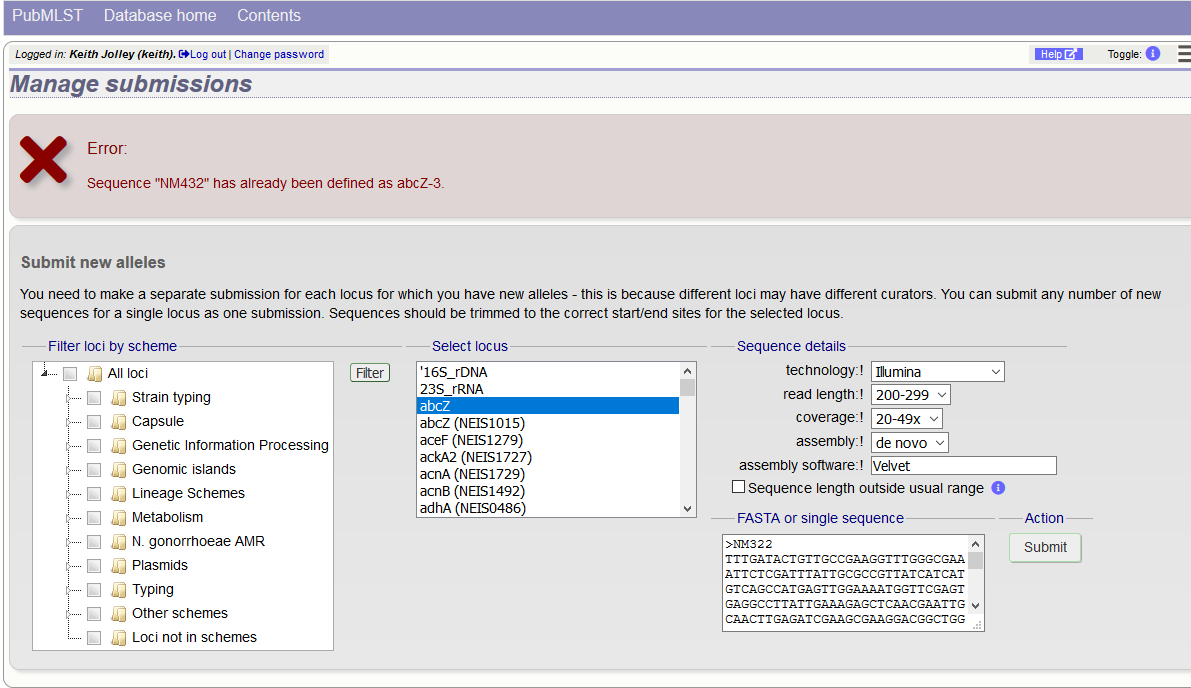 PubMLST Database home Contents
Logged in: Keith Jolley (keith). Log out | Change password Help Toggle: i
Manage submissions
Error:
Sequence "NM432" has already been defined as abcZ-3.
Submit new alleles
You need to make a separate submission for each locus for which you have new alleles - this is because different loci may have different curators. You can submit any number of new
sequences for a single locus as one submission. Sequences should be trimmed to the correct start/end sites for the selected locus.
Filter loci by scheme
All loci
Strain typing
Capsule
Genetic Information Processing
Genomic islands
Lineage Schemes
Metabolism
N. gonorrhoeae AMR
Plasmids
Typing
Other schemes
Loci not in schemes
Filter
Select locus
'16S_rDNA
23S_rRNA
abcZ
abcZ (NEIS1015)
aceF (NEIS1279)
ackA2 (NEIS1727)
acnA (NEIS1729)
acnB (NEIS1492)
adhA (NEIS0486)
Sequence details
technology:! Illumina
read length:! 200-299
coverage:! 20-49x
assembly:! de novo
assembly software:! Velvet
Sequence length outside usual range i
FASTA or single sequence
>NM322
TTTGATACTGTTGCCGAAGGTTTGGGCGAA
ATTCTCGATTTATTGCGCCGTTATCATCAT
GTCAGCCATGAGTTGGAAAATGGTTCGAGT
GAGGCCTTATTGAAAGAGCTCAACGAATTG
CAACTTGAGATCGAAGCGAAGGACGGCTGG
Action
Submit